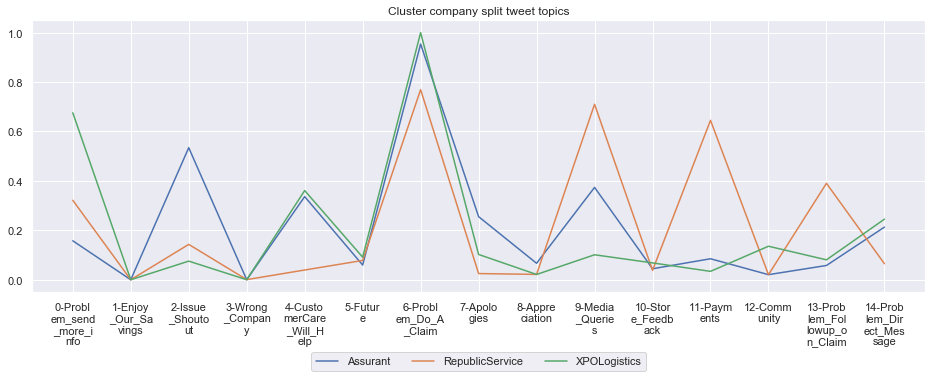 Cluster company split tweet topics
1.0
0.8
0.6
0.4
0.2
0.0
0-Probl
em_send
_more_i
nfo
1-Enjoy
_Our_Sa
vings
2-Issue
_Shouto
ut
3-Wrong
_Compan
y
4-Custo
merCare
_Will_H
elp
5-Futur
e
6-Probl
em_Do_A
_Claim
7-Apolo
gies
8-Appre
ciation
9-Media
_Querie
s
10-Stor
e_Feedb
ack
11-Paym
ents
12-Comm
unity
13-Prob
lem_Fol
lowup_o
n_Claim
14-Prob
lem_Dir
ect_Mes
sage
Assurant
RepublicService
XPOLogistics